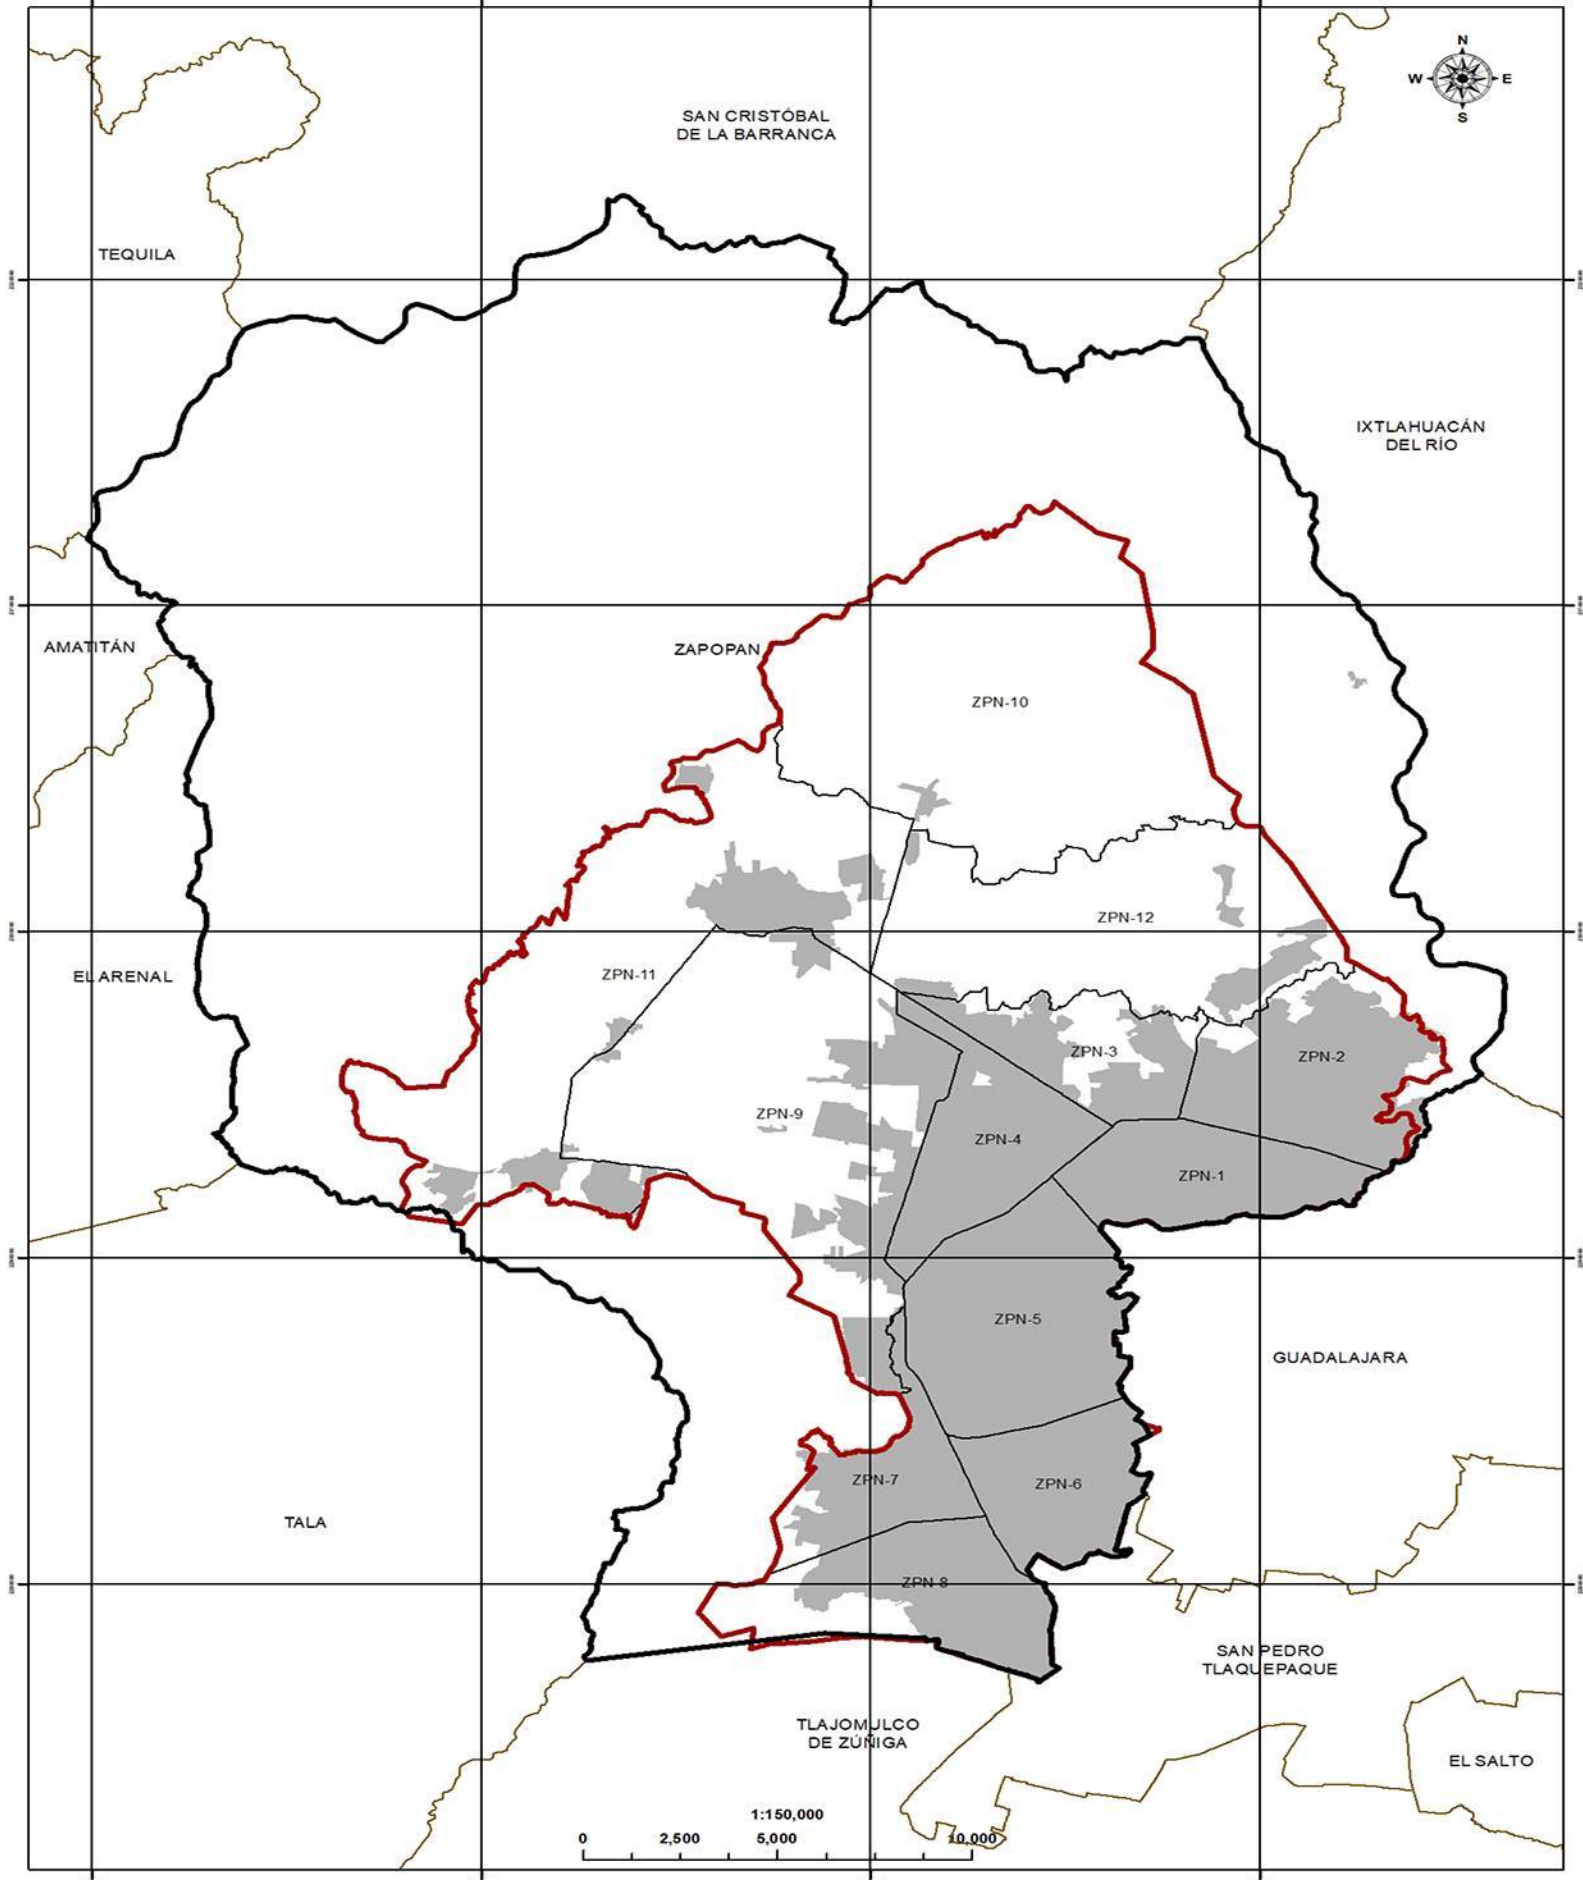 N
W E
S
SAN CRISTÓBAL
DE LA BARRANCA
TEQUILA
IXTLAHUACÁN
DEL RÍO
AMATITÁN
ZAPOPAN
ZPN-10
ZPN-12
ZPN-11
EL ARENAL
ZPN-3
ZPN-2
ZPN-9
ZPN-4
ZPN-1
ZPN-5
GUADALAJARA
ZPN-7
ZPN-6
TALA
ZPN-8
SAN PEDRO
TLAQUEPAQUE
TLAJOMULCO
DE ZÚÑIGA
EL SALTO
1:150,000
0 2,500 5,000 10,000